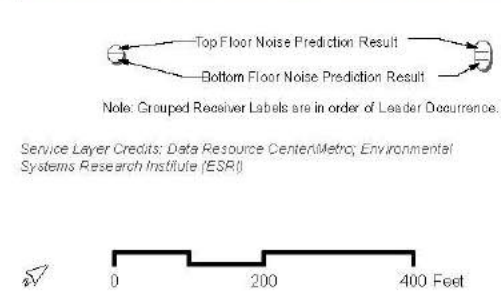 Top Floor Noise Prediction Result
Bottom Floor Noise Prediction Result
Note: Grouped Receiver Labels are in order of Leader Occurrence.
Service Layer Credits: Data Resource Center/Metro; Environmental
Systems Research Institute (ESRI)
0 200 400 Feet